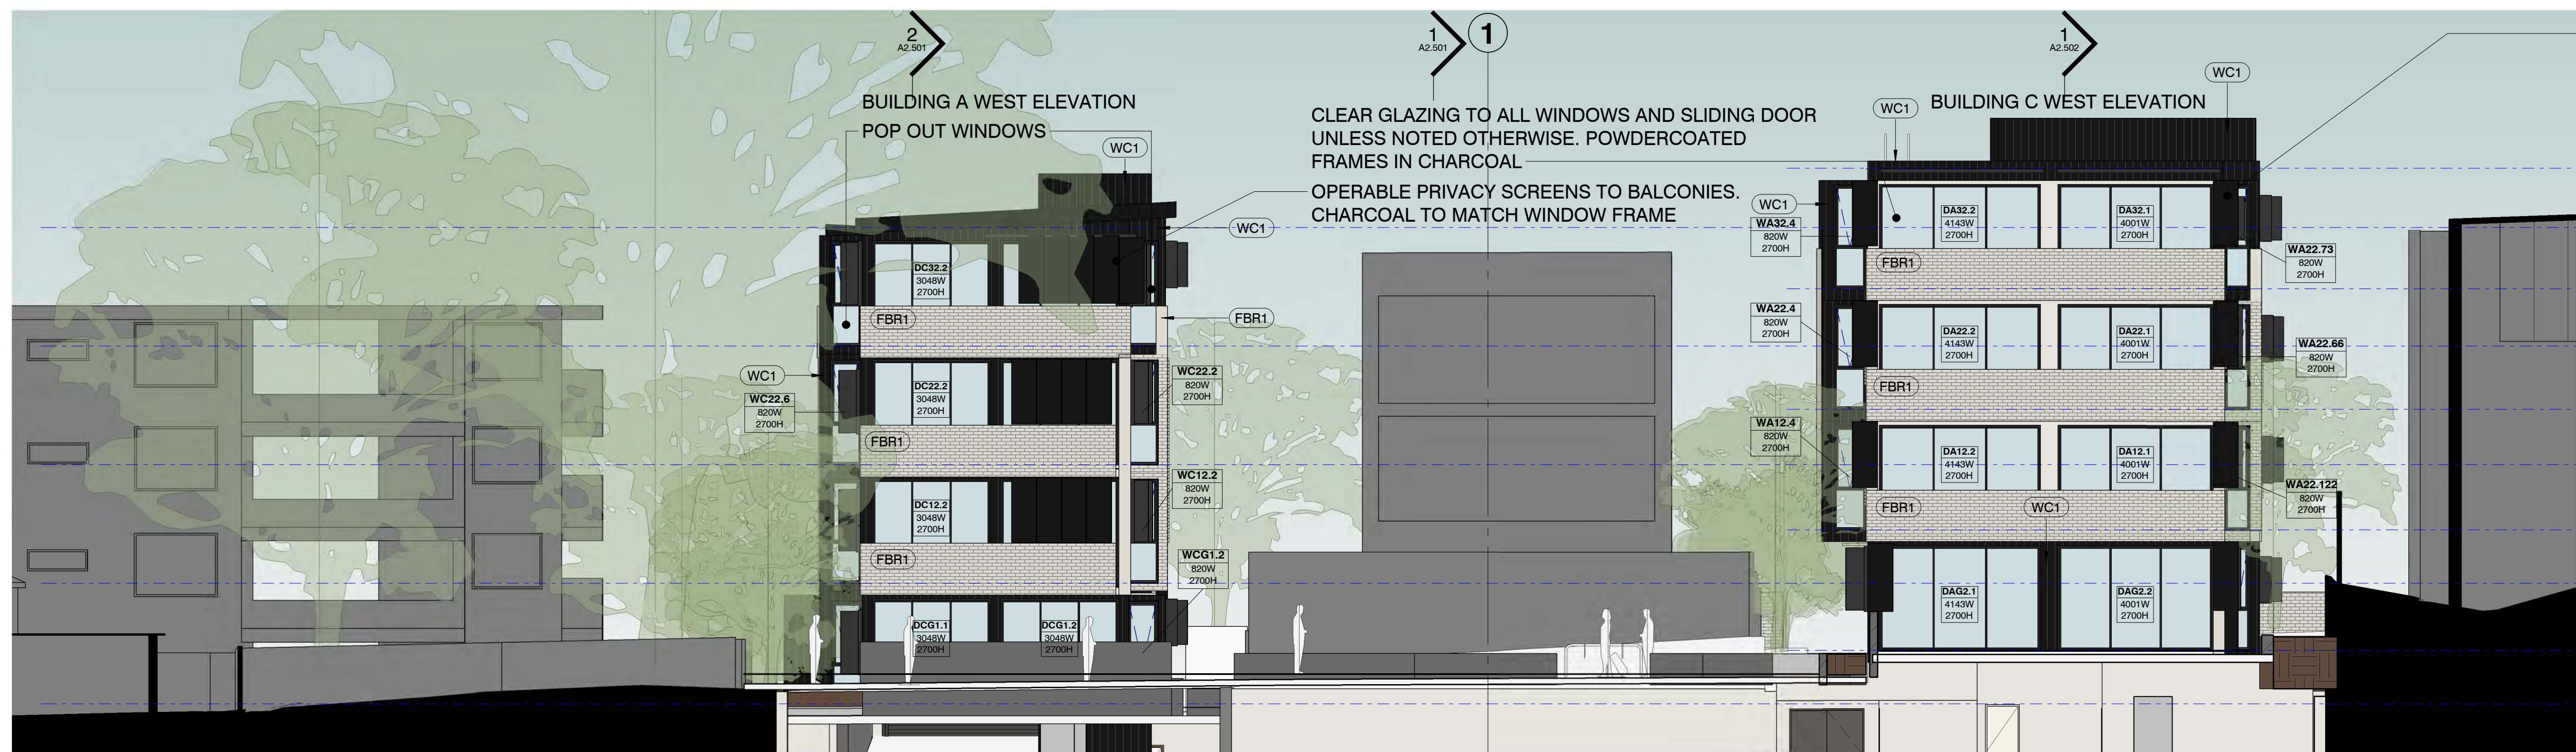 2
A2.501
1
A2.501
1
1
A2.502
BUILDING A WEST ELEVATION
POP OUT WINDOWS
WC1
WC1
CLEAR GLAZING TO ALL WINDOWS AND SLIDING DOOR
UNLESS NOTED OTHERWISE. POWDERCOATED
FRAMES IN CHARCOAL
OPERABLE PRIVACY SCREENS TO BALCONIES.
CHARCOAL TO MATCH WINDOW FRAME
BUILDING C WEST ELEVATION
WC1
WC1
WC1
DC32.2
3048W
2700H
FBR1
FBR1
WC1
WC22.6
820W
2700H
DC22.2
3048W
2700H
WC22.2
820W
2700H
FBR1
DC12.2
3048W
2700H
WC12.2
820W
2700H
FBR1
WCG1.2
820W
2700H
DCG1.1
3048W
2700H
DCG1.2
3048W
2700H
WA32.4
820W
2700H
DA32.2
4143W
2700H
DA32.1
4001W
2700H
WA22.73
820W
2700H
FBR1
WA22.4
820W
2700H
DA22.2
4143W
2700H
DA22.1
4001W
2700H
WA22.66
820W
2700H
FBR1
WA12.4
820W
2700H
DA12.2
4143W
2700H
DA12.1
4001W
2700H
WA22.122
820W
2700H
FBR1
WC1
DAG2.1
4143W
2700H
DAG2.2
4001W
2700H